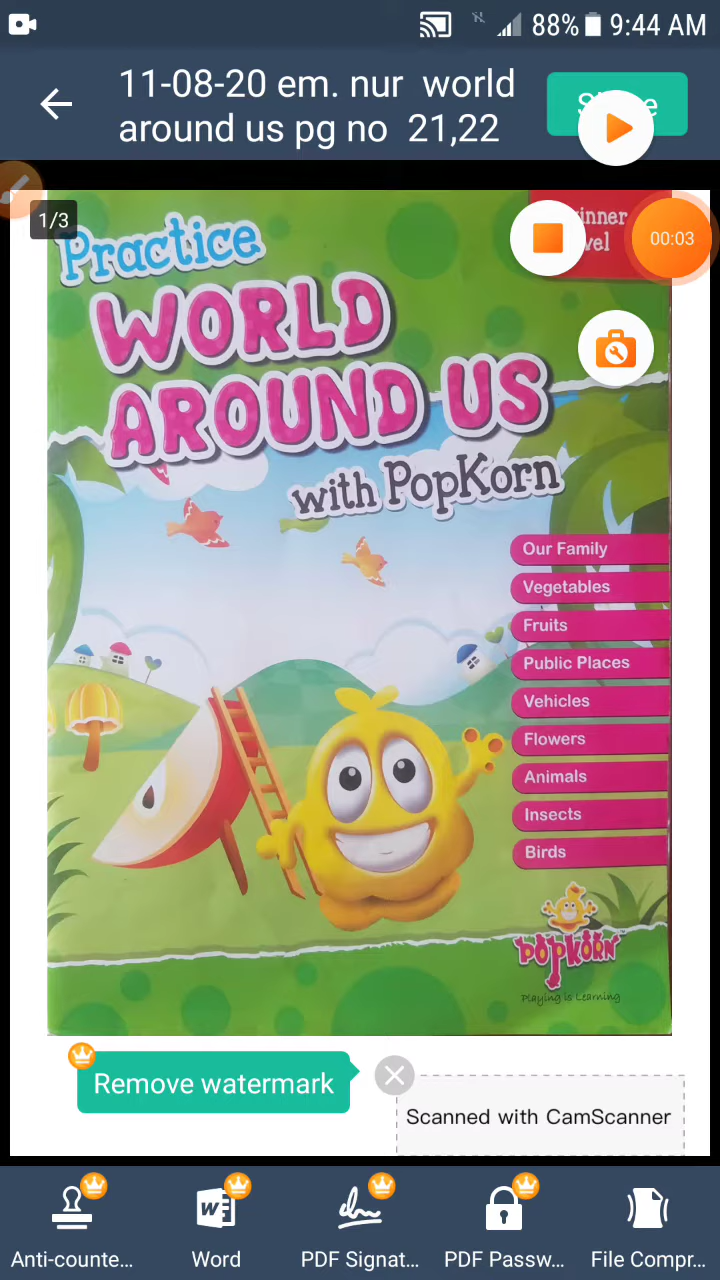 88% 9:44 AM
11-08-20 em. nur world
around us pg no 21,22
1/3
00:03
Practice
WORLD
AROUND US
with PopKorn
Our Family
Vegetables
Fruits
Public Places
Vehicles
Flowers
Animals
Insects
Birds
POPKORN
Playing is Learning
Remove watermark
Scanned with CamScanner
Anti-counte...
Word
PDF Signat...
PDF Passw...
File Compr...